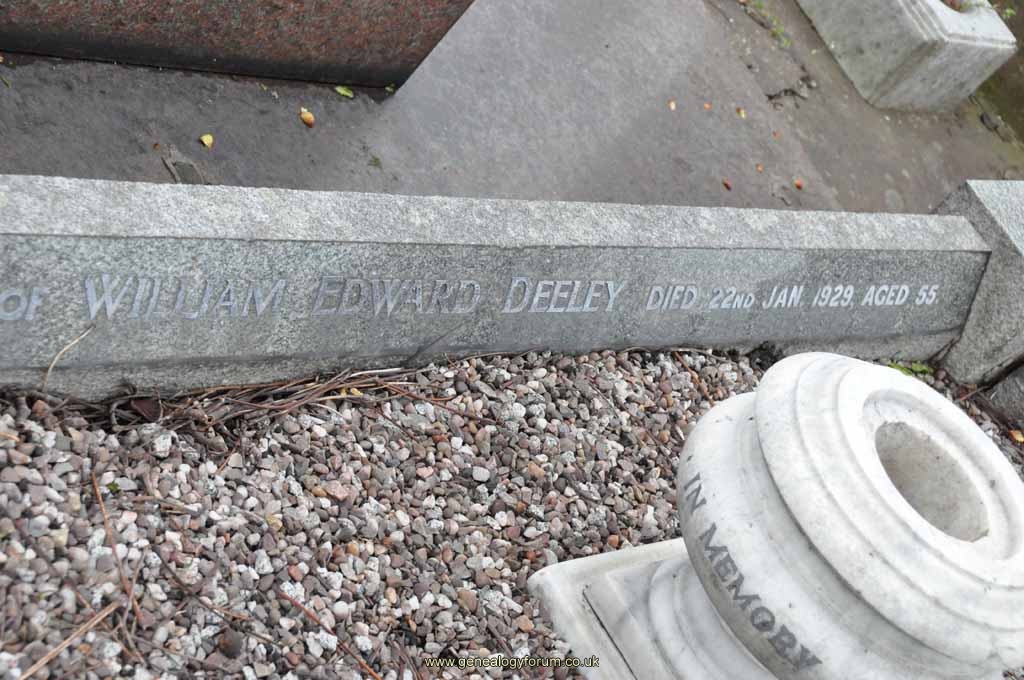 OF WILLIAM EDWARD DEELEY DIED 22ND JAN 1929. AGED 55.
IN MEMORY
www.genealogyforum.co.uk